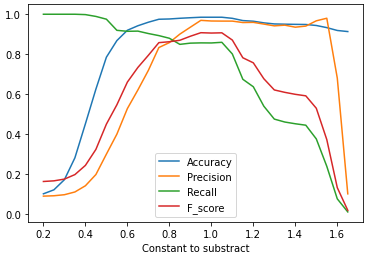 1.0
0.8
0.6
0.4
0.2
0.0
Accuracy
Precision
Recall
F_score
0.2 0.4 0.6 0.8 1.0 1.2 1.4 1.6
Constant to substract